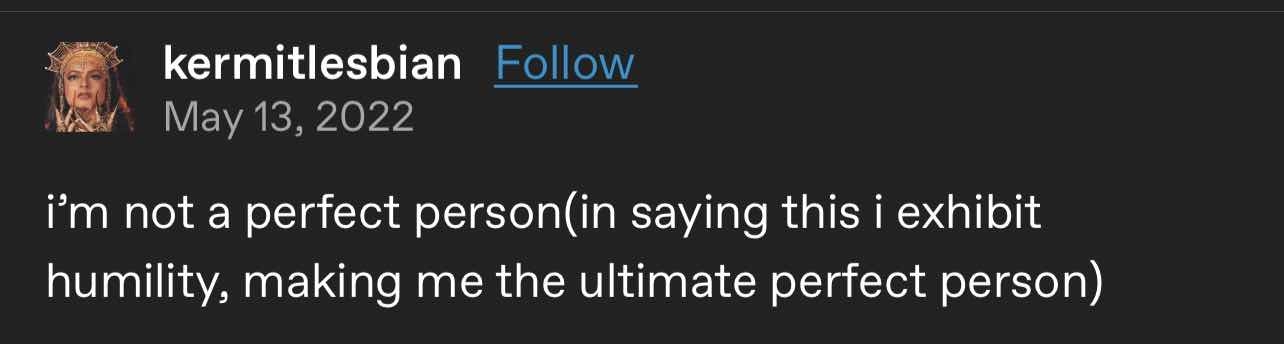 kermitlesbian Follow
May 13, 2022
i’m not a perfect person(in saying this i exhibit
humility, making me the ultimate perfect person)